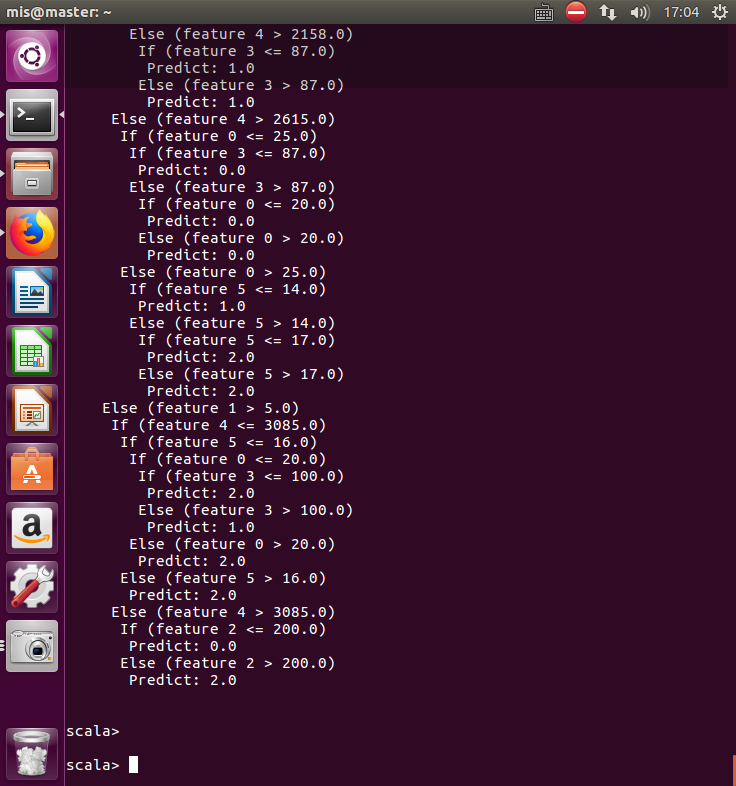 mis@master: ~
17:04
Else (feature 4 > 2158.0)
If (feature 3 <= 87.0)
Predict: 1.0
Else (feature 3 > 87.0)
Predict: 1.0
Else (feature 4 > 2615.0)
If (feature 0 <= 25.0)
If (feature 3 <= 87.0)
Predict: 0.0
Else (feature 3 > 87.0)
If (feature 0 <= 20.0)
Predict: 0.0
Else (feature 0 > 20.0)
Predict: 0.0
Else (feature 0 > 25.0)
If (feature 5 <= 14.0)
Predict: 1.0
Else (feature 5 > 14.0)
If (feature 5 <= 17.0)
Predict: 2.0
Else (feature 5 > 17.0)
Predict: 2.0
Else (feature 1 > 5.0)
If (feature 4 <= 3085.0)
If (feature 5 <= 16.0)
If (feature 0 <= 20.0)
If (feature 3 <= 100.0)
Predict: 2.0
Else (feature 3 > 100.0)
Predict: 1.0
Else (feature 0 > 20.0)
Predict: 2.0
Else (feature 5 > 16.0)
Predict: 2.0
Else (feature 4 > 3085.0)
If (feature 2 <= 200.0)
Predict: 0.0
Else (feature 2 > 200.0)
Predict: 2.0
scala>
scala>